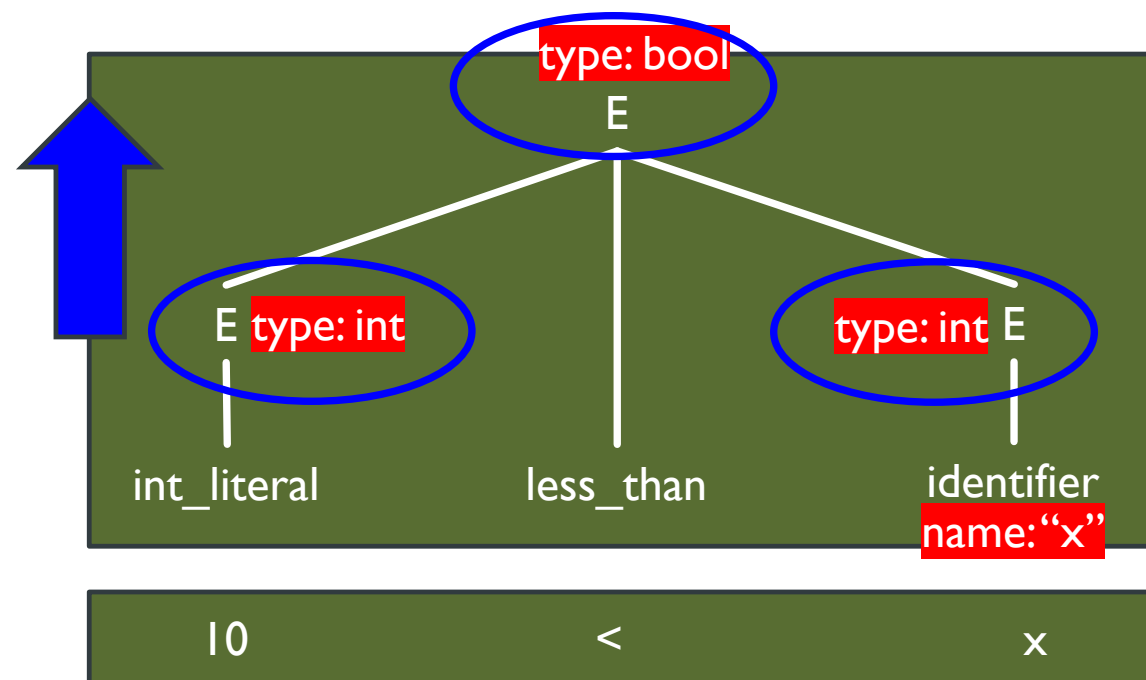 type: bool
E
E type: int
type: int E
int_literal
less_than
identifier
name: “x”
10 < x